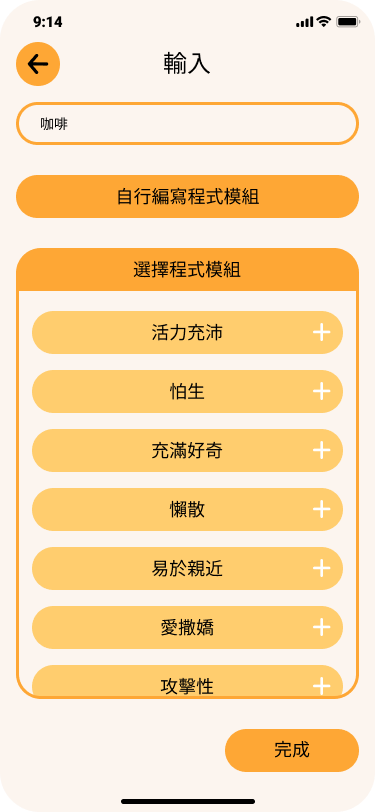 9:14
輸入
咖啡
自行編寫程式模組
選擇程式模組
活力充沛
怕生
充滿好奇
懶散
易於親近
愛撒嬌
攻擊性
完成